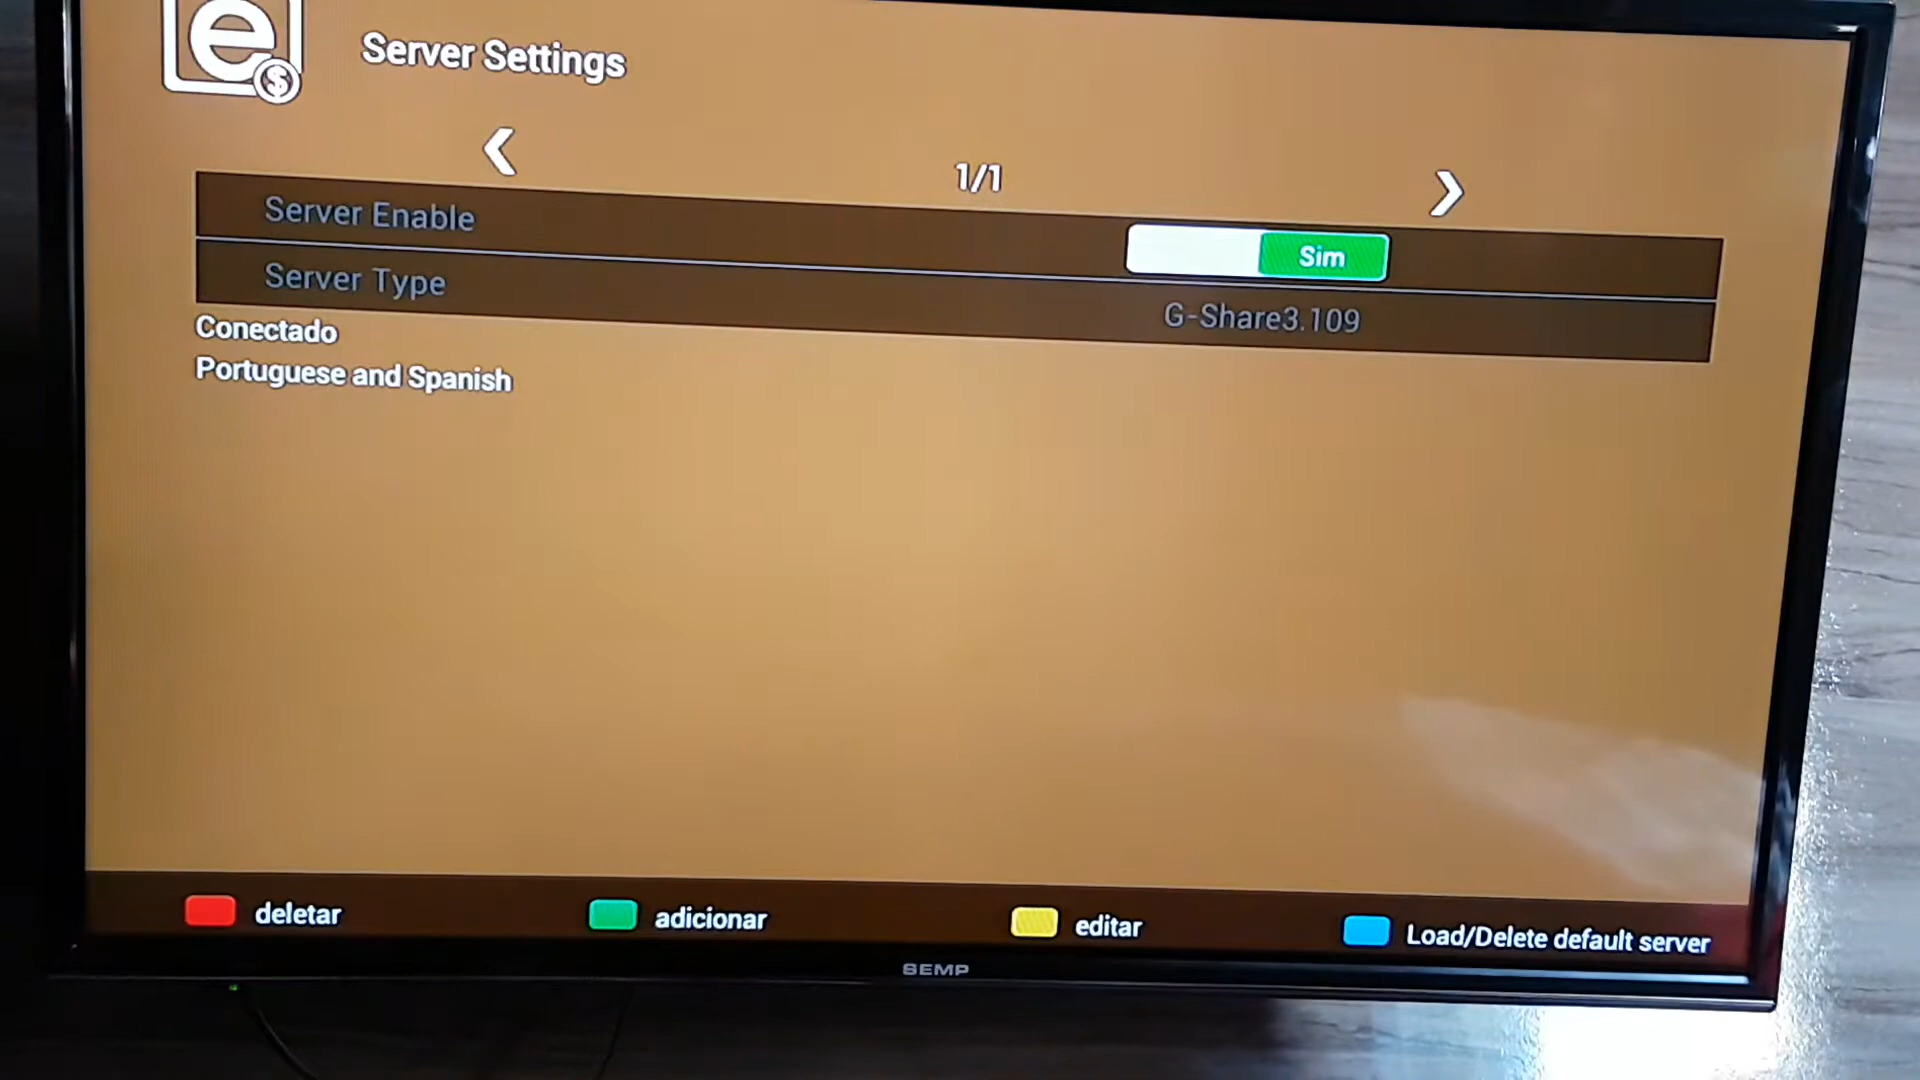 e $
Server Settings
1/1
Server Enable Sim
Server Type G-Share3.109
Conectado
Portuguese and Spanish
deletar adicionar editar Load/Delete default server
SEMP